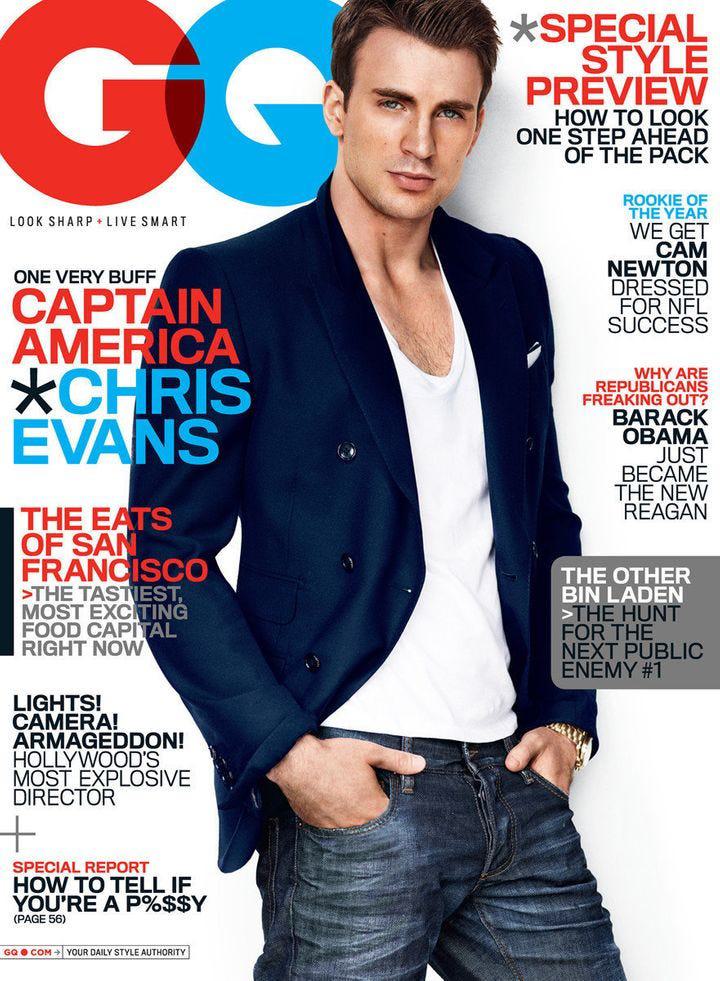 GQ
LOOK SHARP + LIVE SMART
*SPECIAL
STYLE
PREVIEW
HOW TO LOOK
ONE STEP AHEAD
OF THE PACK
ROOKIE OF
THE YEAR
WE GET
CAM
NEWTON
DRESSED
FOR NFL
SUCCESS
WHY ARE
REPUBLICANS
FREAKING OUT?
BARACK
OBAMA
JUST
BECAME
THE NEW
REAGAN
THE OTHER
BIN LADEN
>THE HUNT
FOR THE
NEXT PUBLIC
ENEMY #1
ONE VERY BUFF
CAPTAIN
AMERICA
*CHRIS
EVANS
THE EATS
OF SAN
FRANCISCO
>THE TASTIEST,
MOST EXCITING
FOOD CAPITAL
RIGHT NOW
LIGHTS!
CAMERA!
ARMAGEDDON!
HOLLYWOOD'S
MOST EXPLOSIVE
DIRECTOR
+
SPECIAL REPORT
HOW TO TELL IF
YOU'RE A P%$$Y
(PAGE 56)
GQ ● COM → YOUR DAILY STYLE AUTHORITY